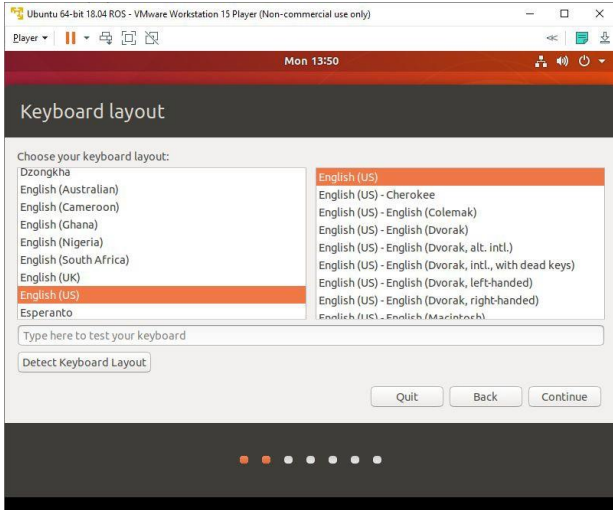 Ubuntu 64-bit 18.04 ROS - VMware Workstation 15 Player (Non-commercial use only)
Player
Mon 13:50
Keyboard layout
Choose your keyboard layout:
Dzongkha
English (Australian)
English (Cameroon)
English (Ghana)
English (Nigeria)
English (South Africa)
English (UK)
English (US)
Esperanto
English (US)
English (US) - Cherokee
English (US) - English (Colemak)
English (US) - English (Dvorak)
English (US) - English (Dvorak, alt. intl.)
English (US) - English (Dvorak, intl., with dead keys)
English (US) - English (Dvorak, left-handed)
English (US) - English (Dvorak, right-handed)
English (US) - English (Macintosh)
Type here to test your keyboard
Detect Keyboard Layout
Quit
Back
Continue